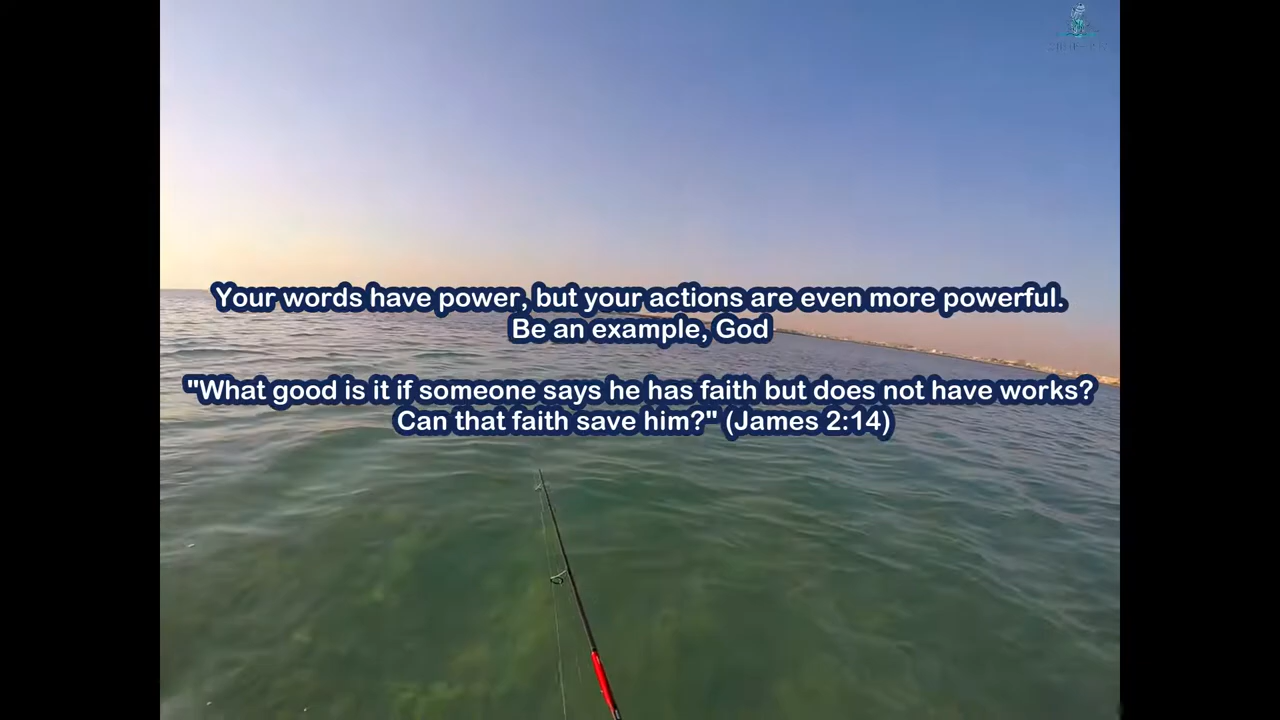 Your words have power, but your actions are even more powerful.
Be an example, God
"What good is it if someone says he has faith but does not have works?
Can that faith save him?" (James 2:14)